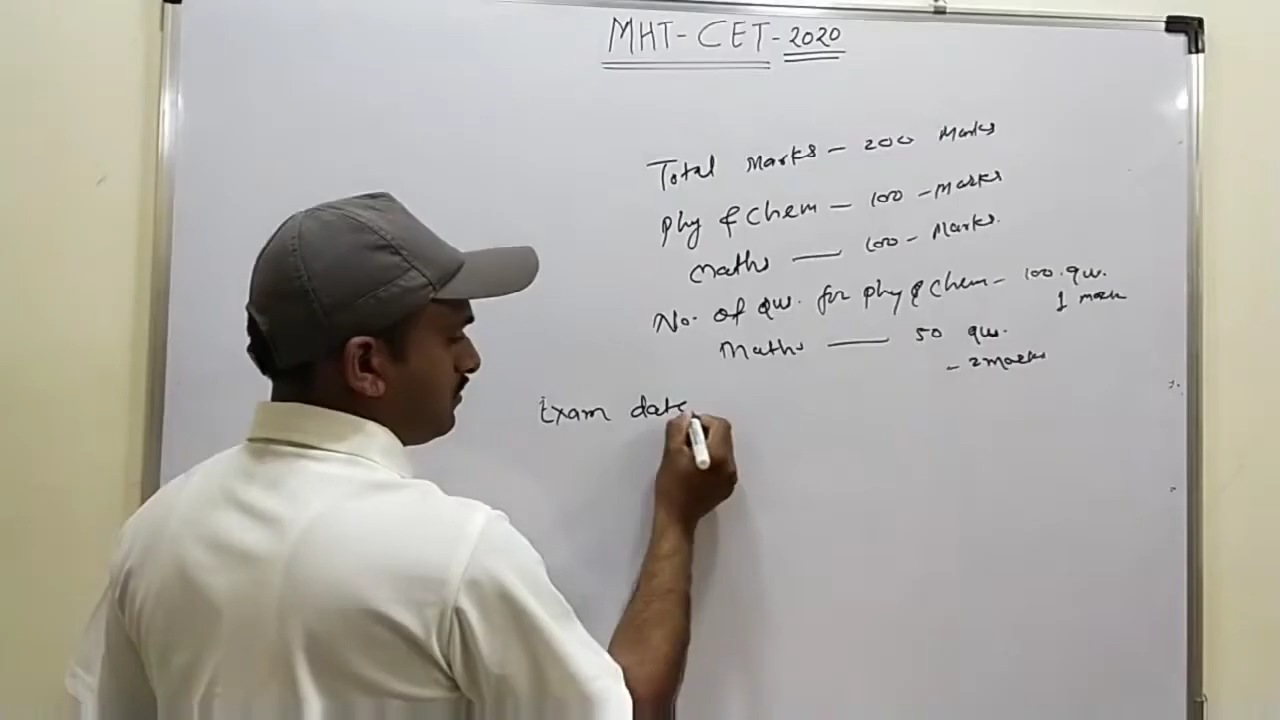 MHT-CET-2020
Total Marks - 200 Marks
Phy & Chem - 100 - Marks
Maths — 100 - Marks.
No. of qu. for phy & chem - 100 qu.
1 mark
Maths — 50 qu.
- 2 marks
Exam date